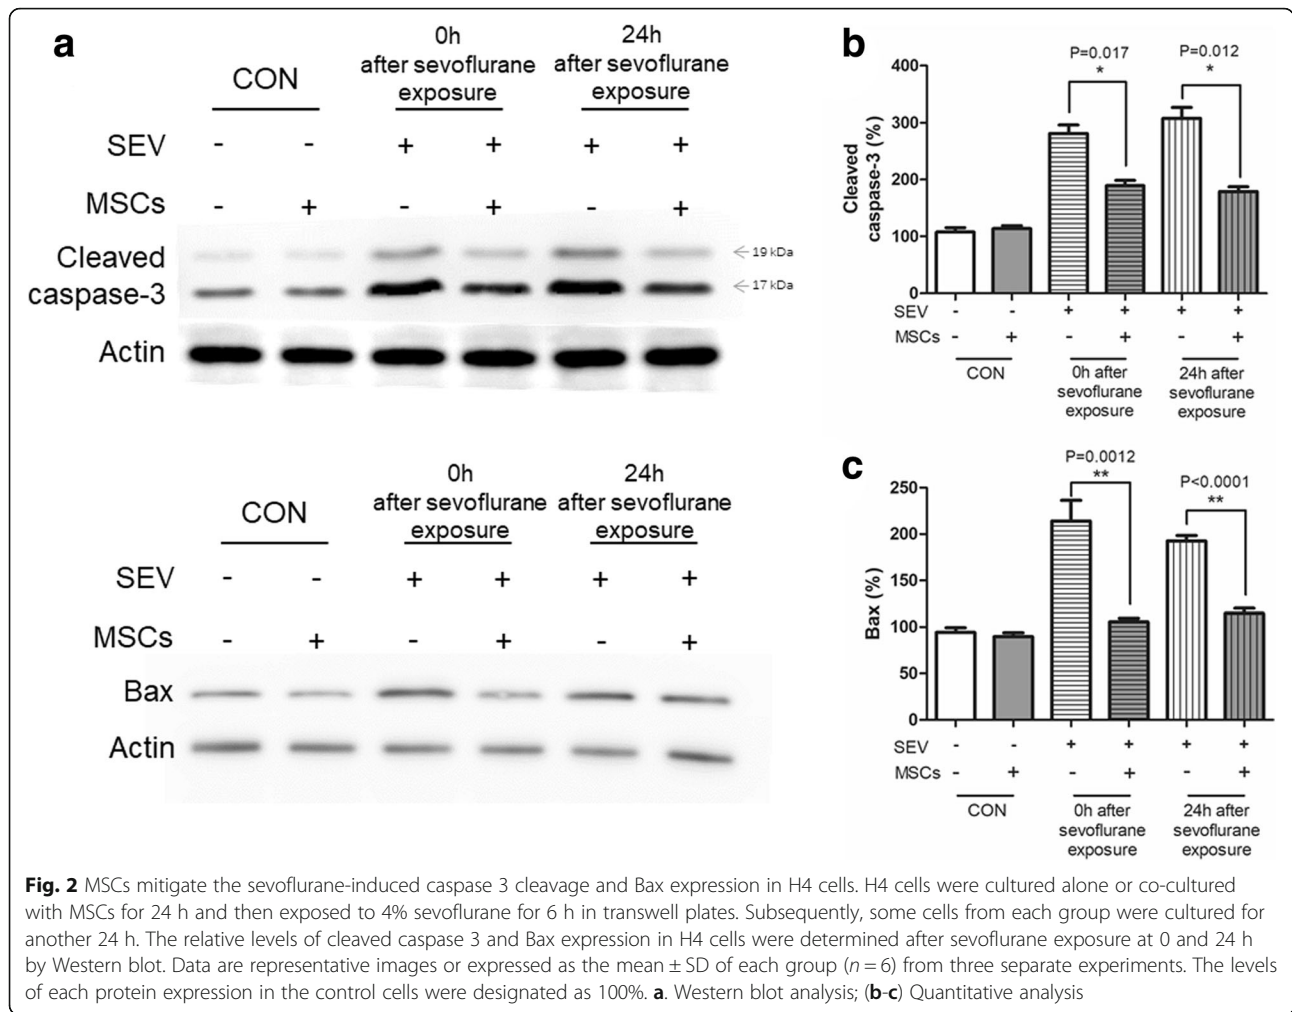 a
CON
0h
after sevoflurane
exposure
24h
after sevoflurane
exposure
SEV - - + + + +
MSCs - + - + - +
Cleaved
caspase-3
19 kDa
17 kDa
Actin
CON
0h
after sevoflurane
exposure
24h
after sevoflurane
exposure
SEV - - + + + +
MSCs - + - + - +
Bax
Actin
b
P=0.017
*
P=0.012
*
Cleaved
caspase-3 (%)
400
300
200
100
0
SEV - - + + + +
MSCs - + - + - +
CON
0h after
sevoflurane
exposure
24h after
sevoflurane
exposure
c
P=0.0012
**
P<0.0001
**
Bax (%)
250
200
150
100
50
0
SEV - - + + + +
MSCs - + - + - +
CON
0h after
sevoflurane
exposure
24h after
sevoflurane
exposure
Fig. 2 MSCs mitigate the sevoflurane-induced caspase 3 cleavage and Bax expression in H4 cells. H4 cells were cultured alone or co-cultured
with MSCs for 24 h and then exposed to 4% sevoflurane for 6 h in transwell plates. Subsequently, some cells from each group were cultured for
another 24 h. The relative levels of cleaved caspase 3 and Bax expression in H4 cells were determined after sevoflurane exposure at 0 and 24 h
by Western blot. Data are representative images or expressed as the mean ± SD of each group (n = 6) from three separate experiments. The levels
of each protein expression in the control cells were designated as 100%. a. Western blot analysis; (b-c) Quantitative analysis